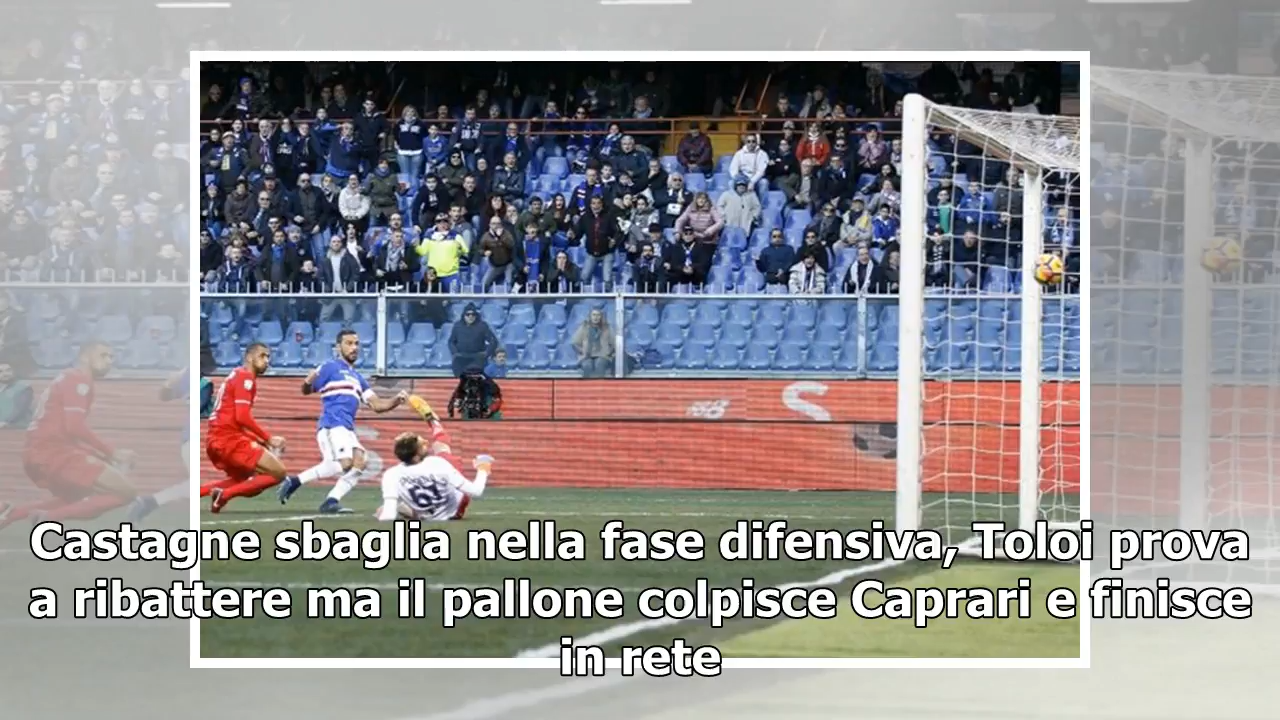 Castagne sbaglia nella fase difensiva, Toloi prova
a ribattere ma il pallone colpisce Caprari e finisce
in rete
S